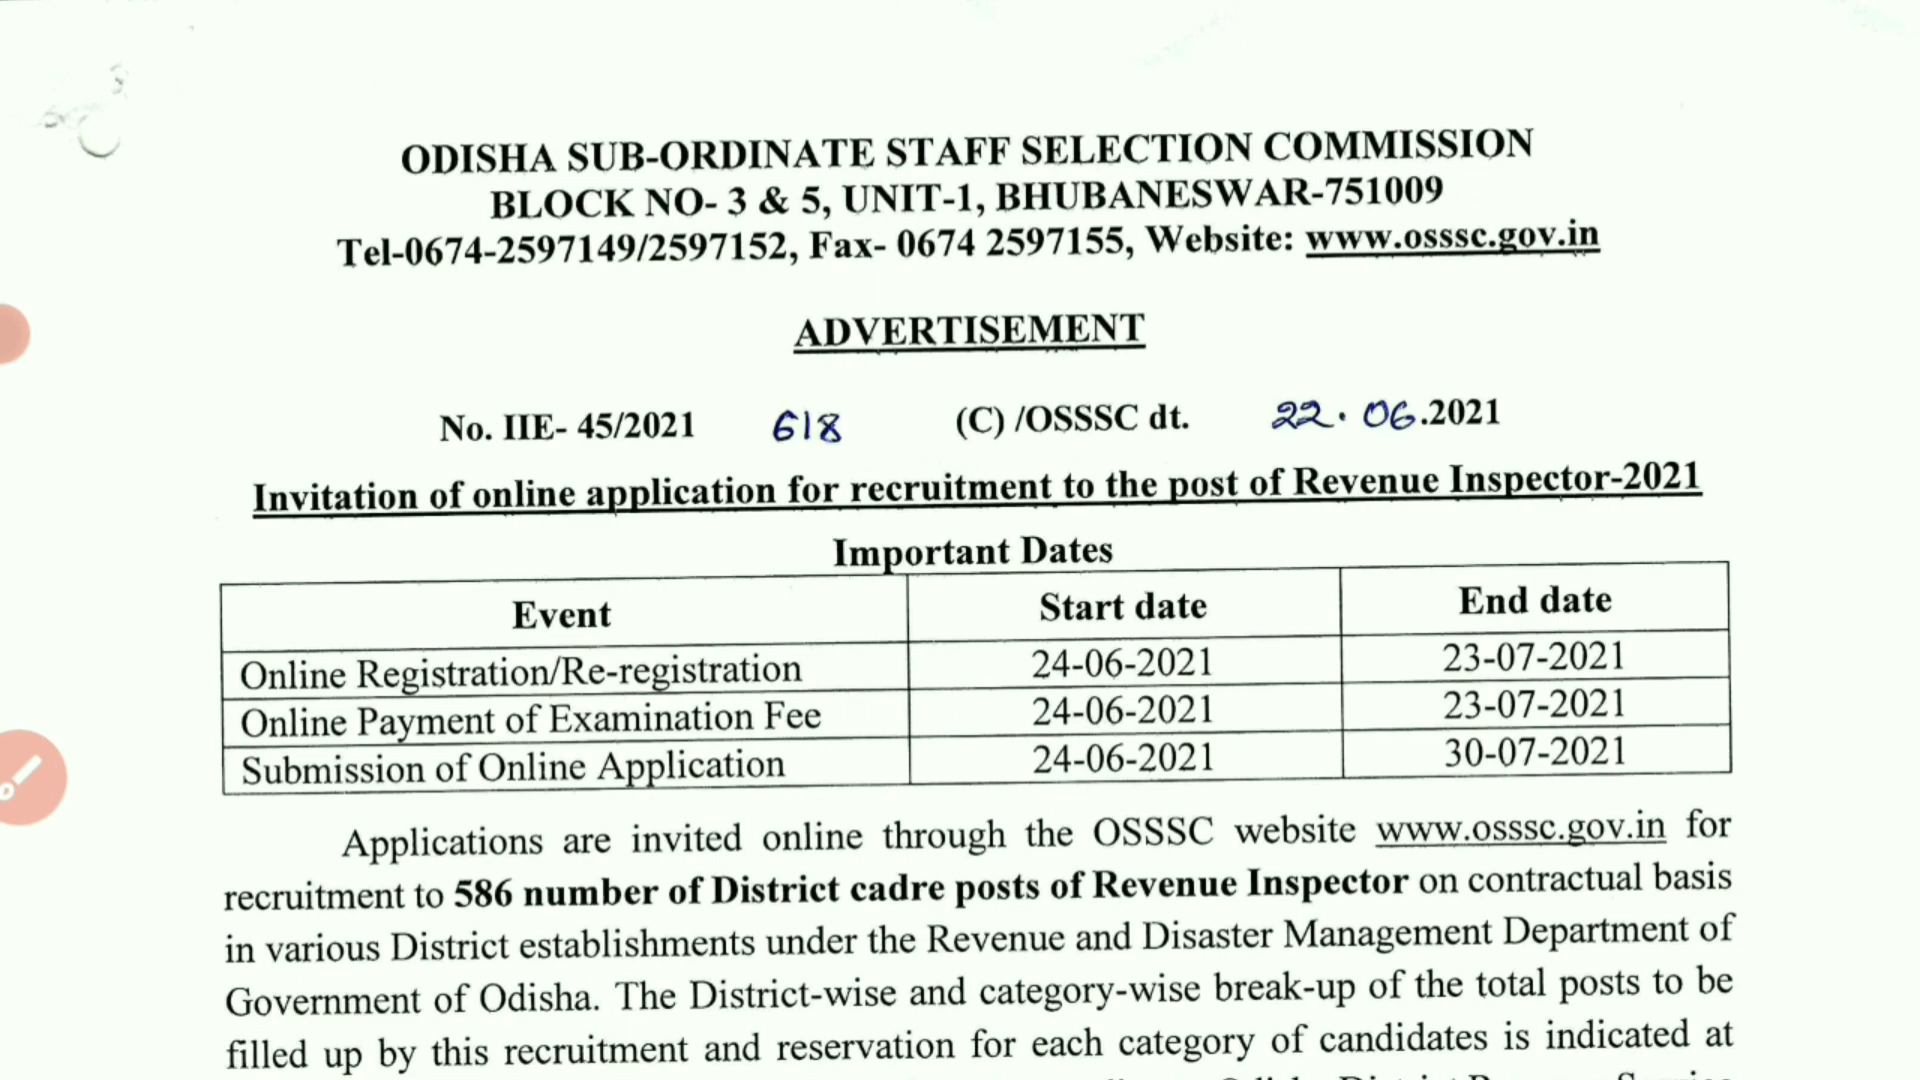 ODISHA SUB-ORDINATE STAFF SELECTION COMMISSION
BLOCK NO- 3 & 5, UNIT-1, BHUBANESWAR-751009
Tel-0674-2597149/2597152, Fax- 0674 2597155, Website: www.osssc.gov.in
ADVERTISEMENT
No. IIE- 45/2021 618 (C) /OSSSC dt. 22.06.2021
Invitation of online application for recruitment to the post of Revenue Inspector-2021
Important Dates
Event Start date End date
Online Registration/Re-registration 24-06-2021 23-07-2021
Online Payment of Examination Fee 24-06-2021 23-07-2021
Submission of Online Application 24-06-2021 30-07-2021
Applications are invited online through the OSSSC website www.osssc.gov.in for
recruitment to 586 number of District cadre posts of Revenue Inspector on contractual basis
in various District establishments under the Revenue and Disaster Management Department of
Government of Odisha. The District-wise and category-wise break-up of the total posts to be
filled up by this recruitment and reservation for each category of candidates is indicated at